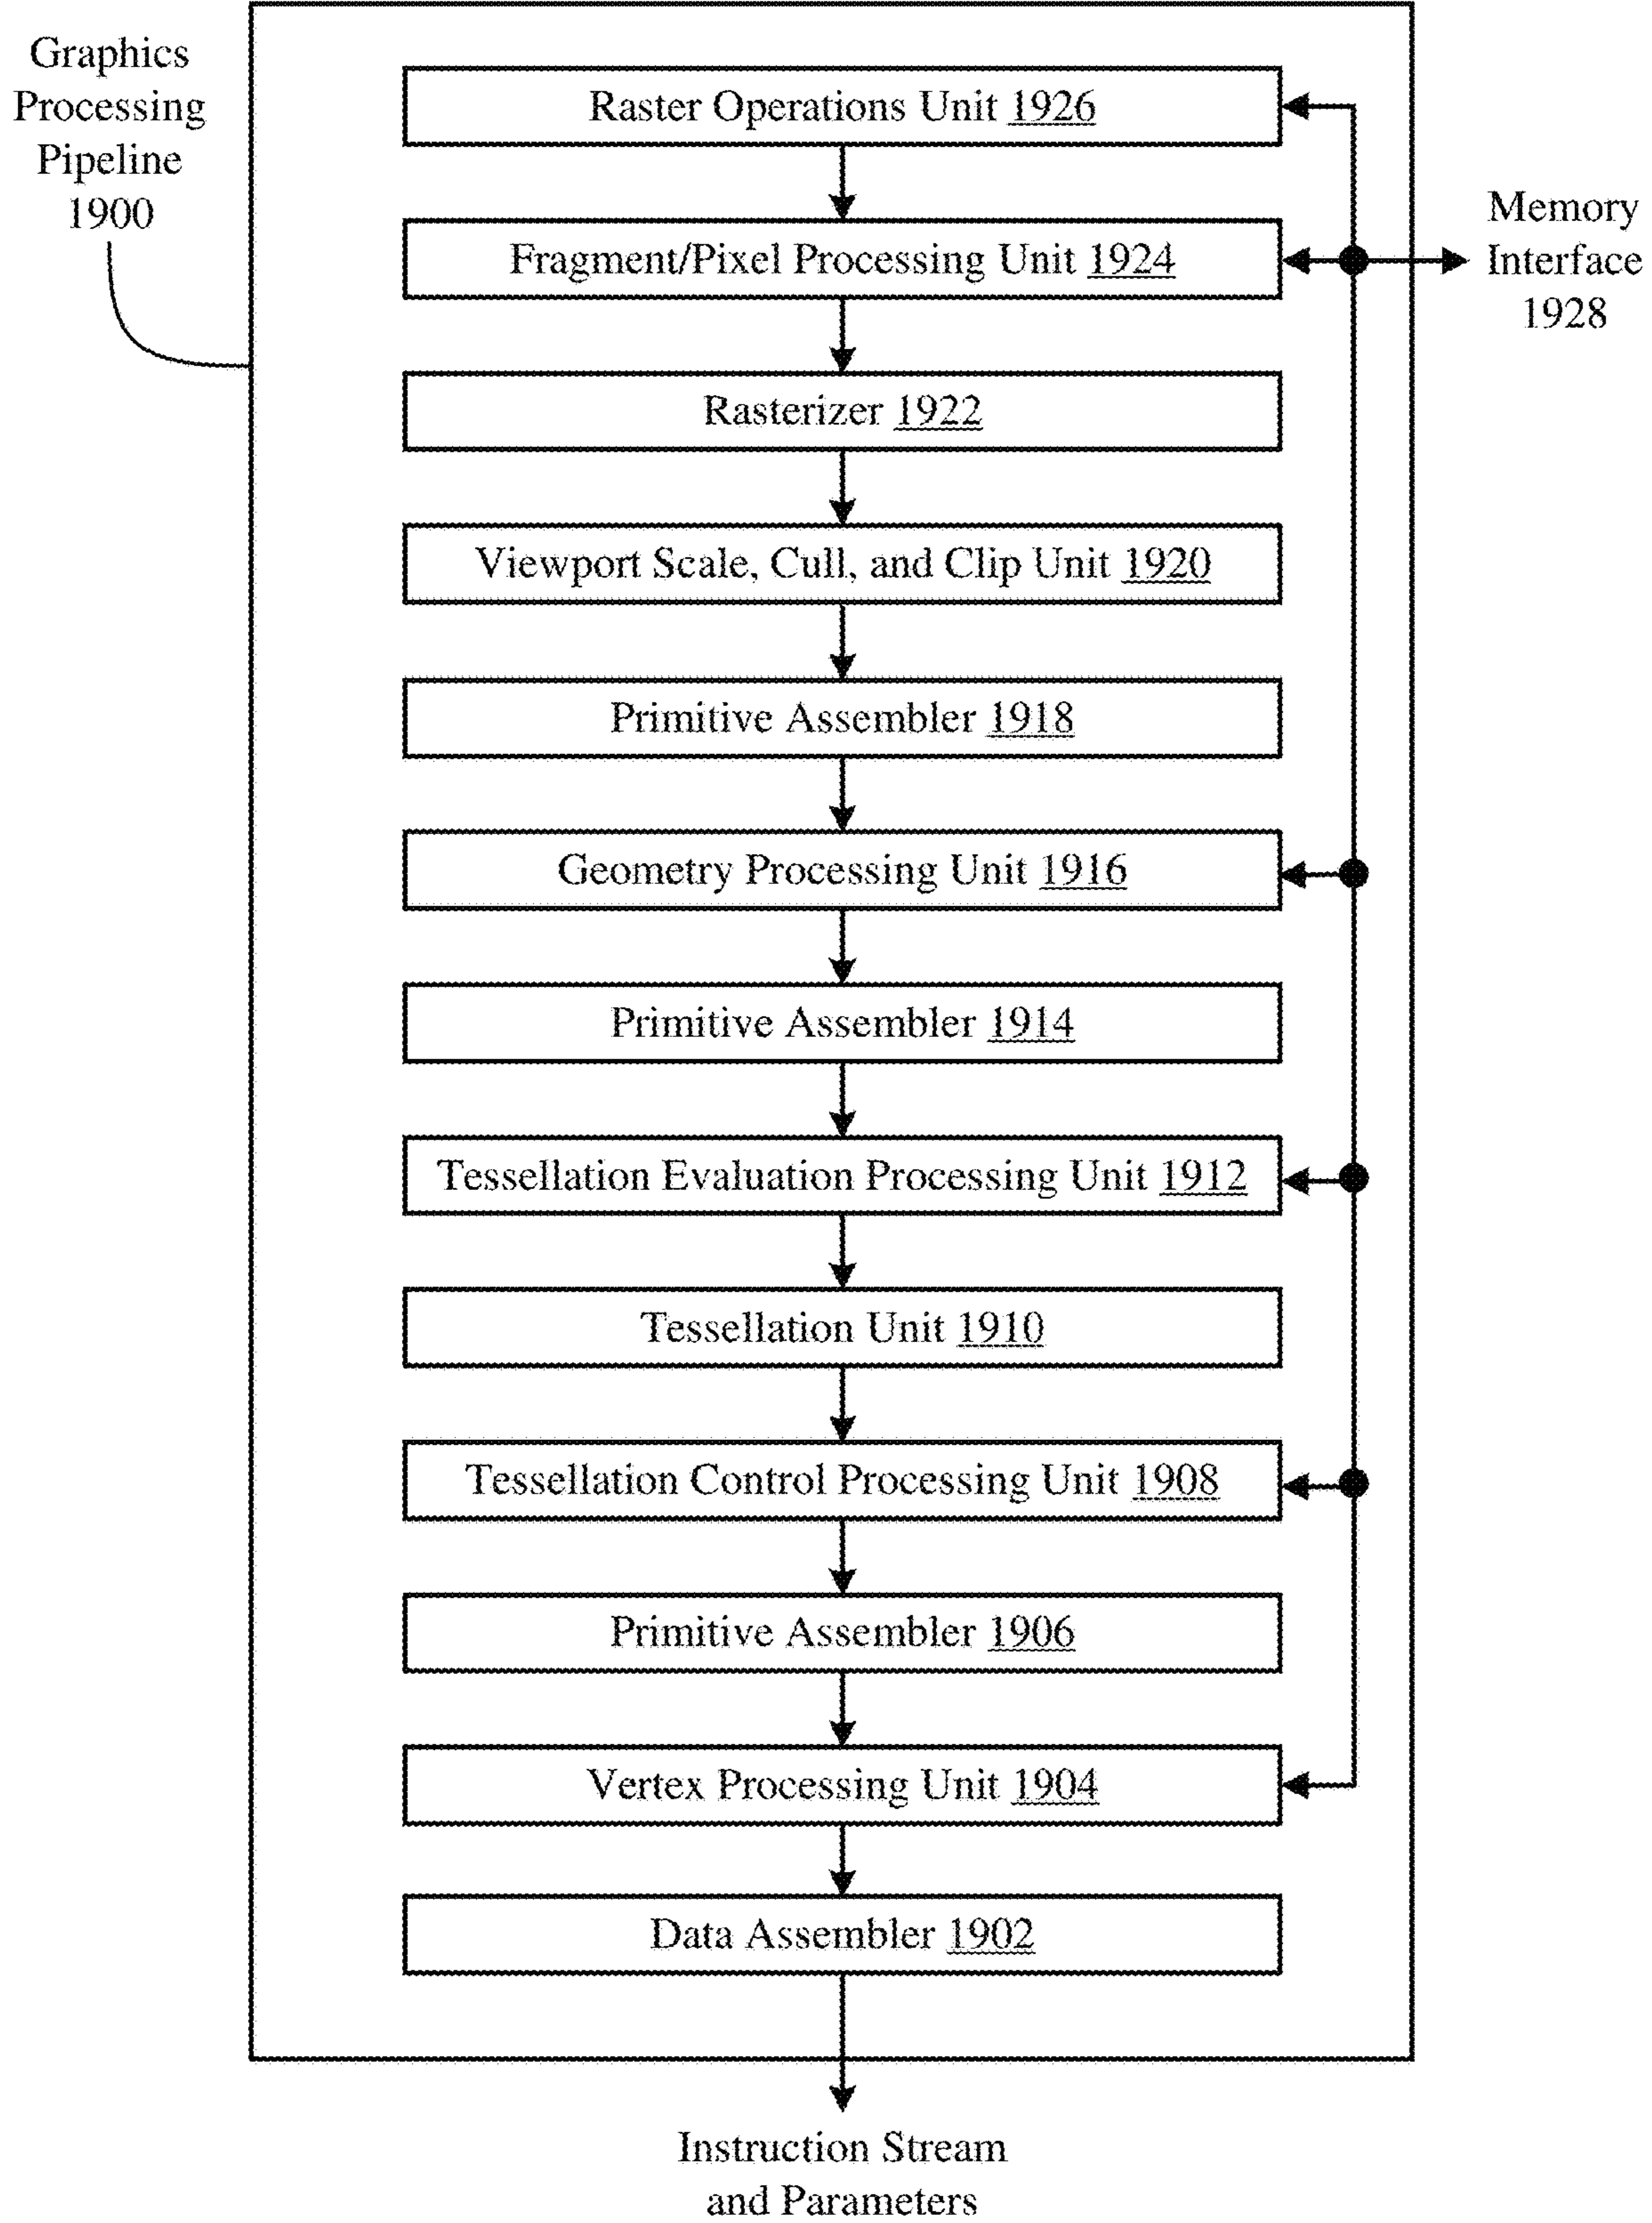 Graphics
Processing
Pipeline
1900
Raster Operations Unit 1926
Fragment/Pixel Processing Unit 1924
Memory
Interface
1928
Rasterizer 1922
Viewport Scale, Cull, and Clip Unit 1920
Primitive Assembler 1918
Geometry Processing Unit 1916
Primitive Assembler 1914
Tessellation Evaluation Processing Unit 1912
Tessellation Unit 1910
Tessellation Control Processing Unit 1908
Primitive Assembler 1906
Vertex Processing Unit 1904
Data Assembler 1902
Instruction Stream
and Parameters